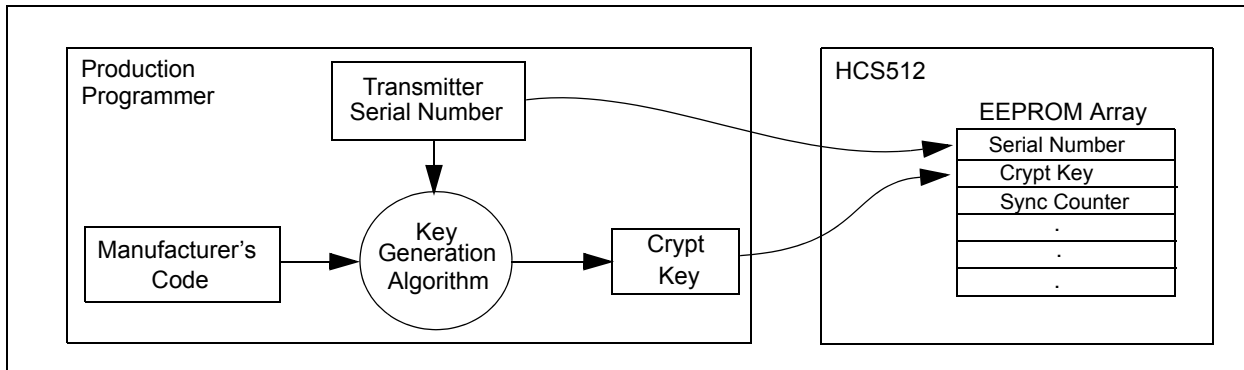 Production
Programmer
Transmitter
Serial Number
Manufacturer's
Code
Key
Generation
Algorithm
Crypt
Key
HCS512
EEPROM Array
Serial Number
Crypt Key
Sync Counter
.
.
.